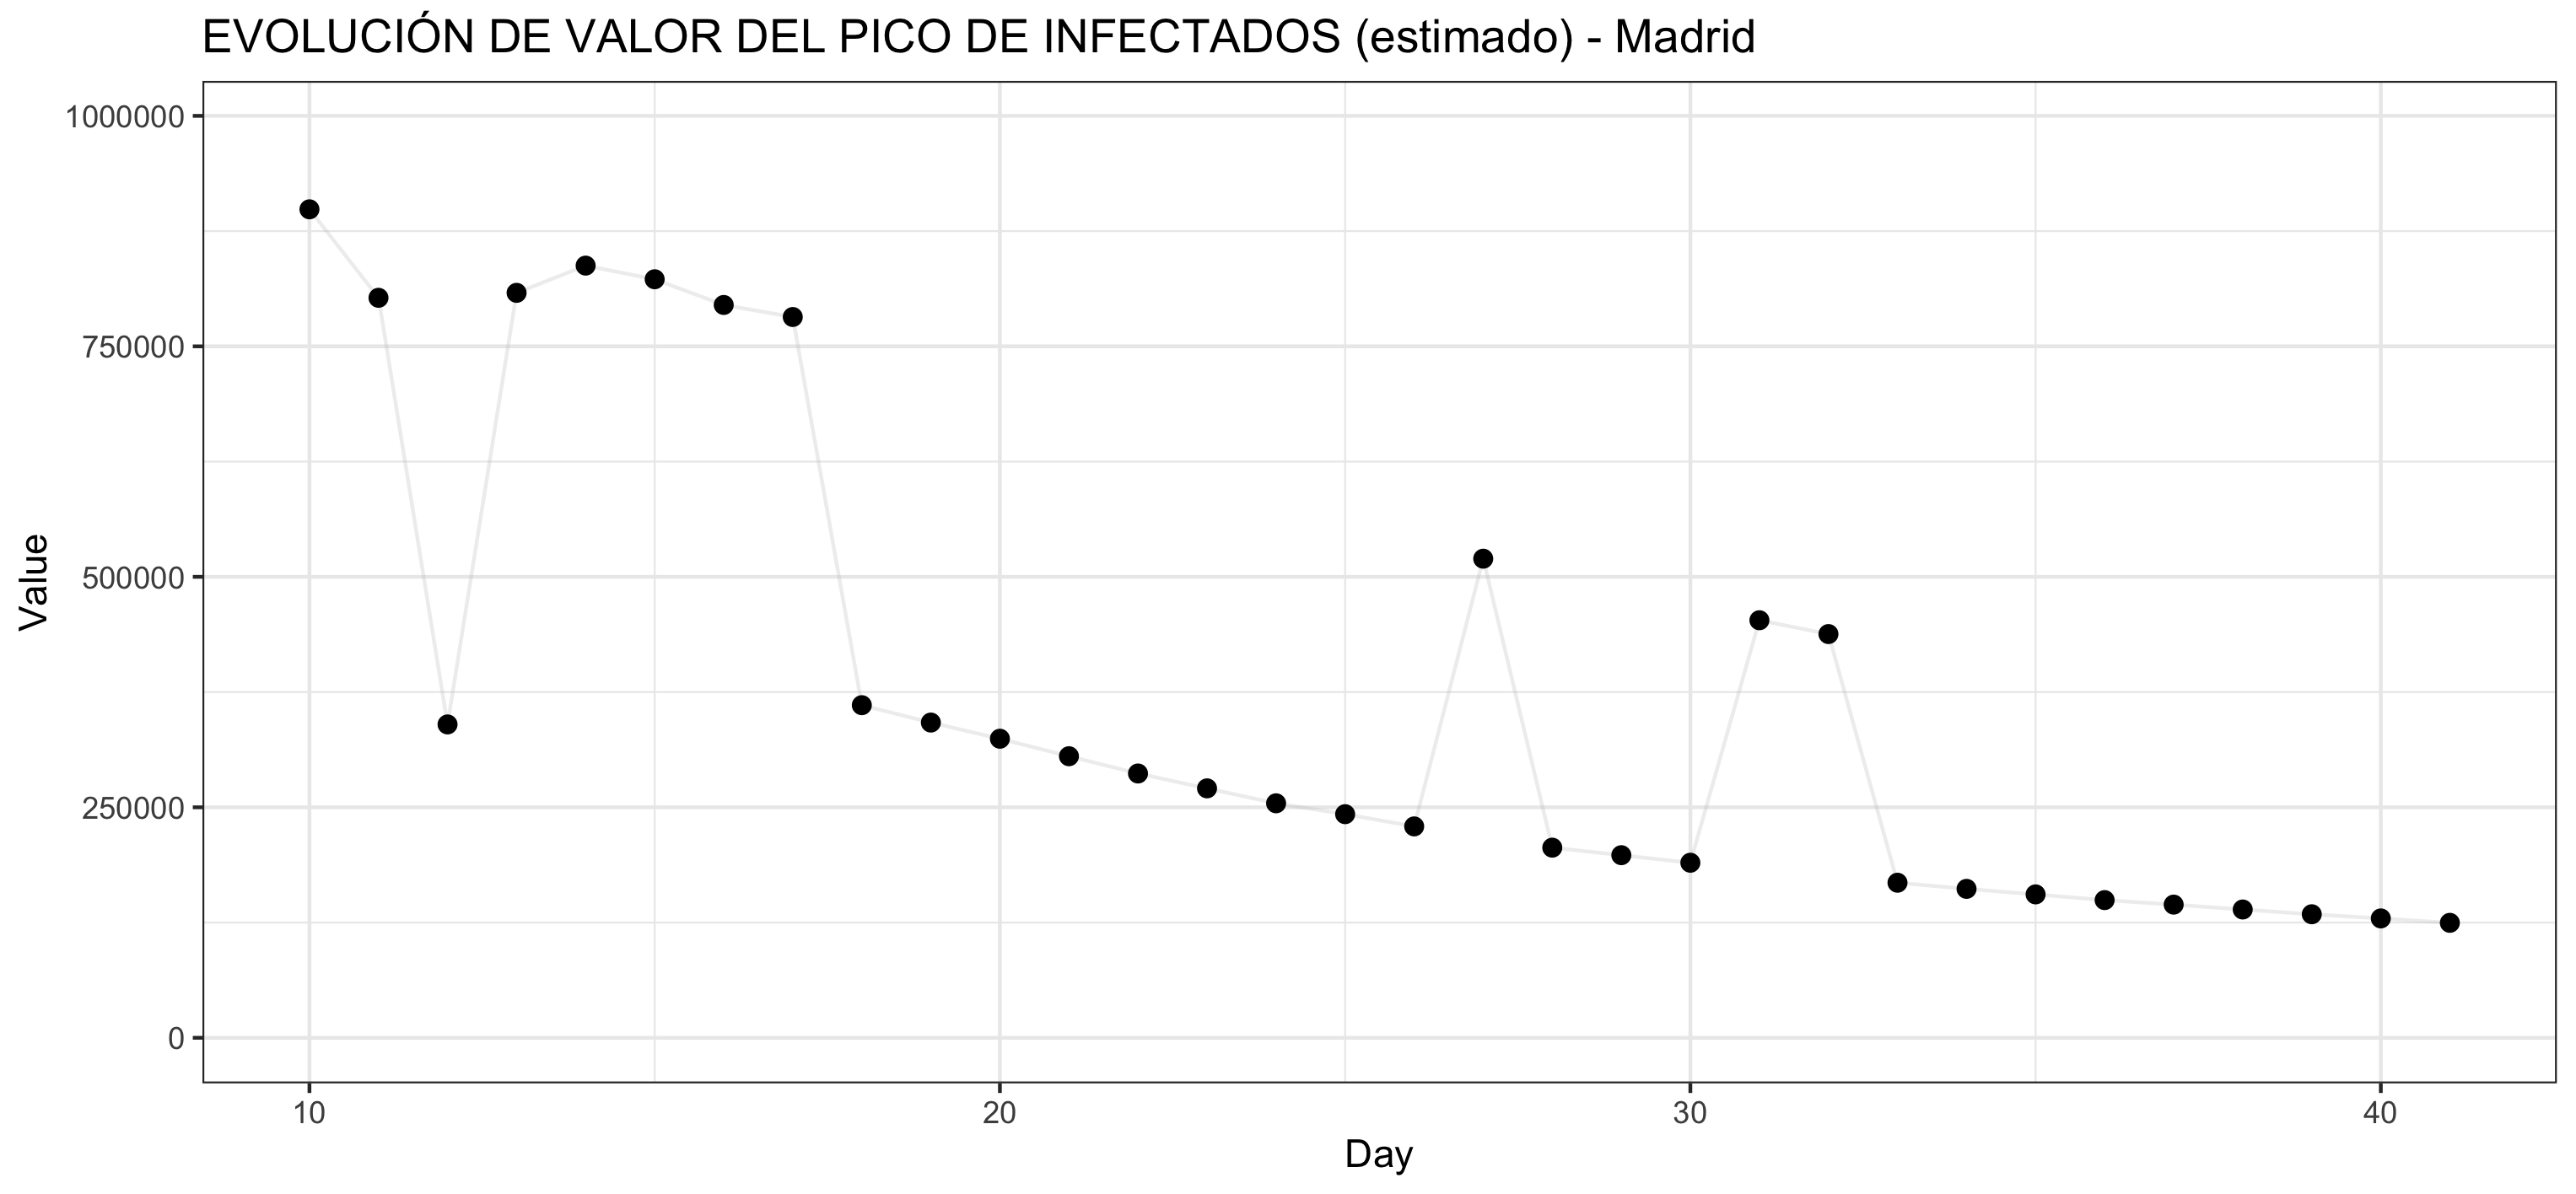 EVOLUCIÓN DE VALOR DEL PICO DE INFECTADOS (estimado) - Madrid
1000000
750000
500000
250000
0
Value
10 20 30 40
Day